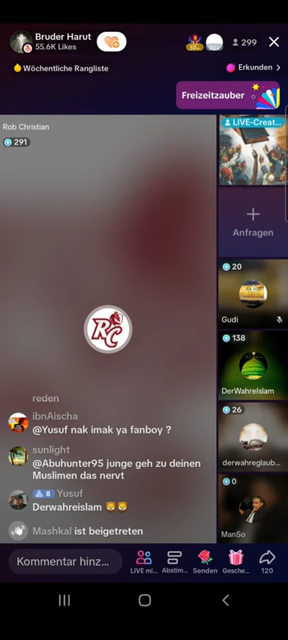 Bruder Harut
55.6K Likes
299
Wöchentliche Rangliste
Erkunden >
Freizeitzauber
Rob Christian
291
LIVE-Creat...
Anfragen
20
Gudi
138
DerWahreIslam
26
derwahreglaub...
0
ManSo
RC
reden
ibnAischa
@Yusuf nak imak ya fanboy ?
sunlight
@Abuhunter95 junge geh zu deinen
Muslimen das nervt
8 Yusuf
Derwahreislam 🦁🦁
Mashkal ist beigetreten
Kommentar hinz...
LIVE mi...
Abstim...
Senden
Gesche...
120